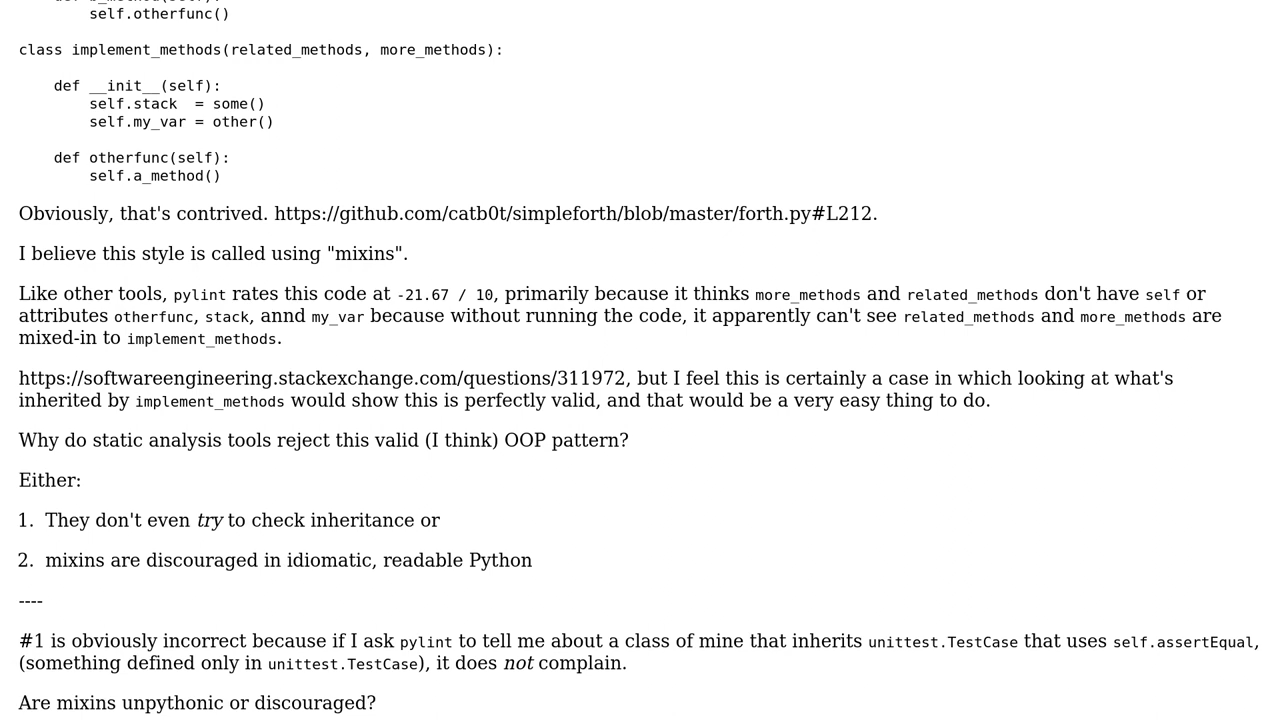 def b_method(self):
self.otherfunc()
class implement_methods(related_methods, more_methods):
def __init__(self):
self.stack  = some()
self.my_var = other()
def otherfunc(self):
self.a_method()
Obviously, that's contrived. https://github.com/catb0t/simpleforth/blob/master/forth.py#L212.
I believe this style is called using "mixins".
Like other tools, pylint rates this code at -21.67 / 10, primarily because it thinks more_methods and related_methods don't have self or
attributes otherfunc, stack, annd my_var because without running the code, it apparently can't see related_methods and more_methods are
mixed-in to implement_methods.
https://softwareengineering.stackexchange.com/questions/311972, but I feel this is certainly a case in which looking at what's
inherited by implement_methods would show this is perfectly valid, and that would be a very easy thing to do.
Why do static analysis tools reject this valid (I think) OOP pattern?
Either:
1. They don't even try to check inheritance or
2. mixins are discouraged in idiomatic, readable Python
----
#1 is obviously incorrect because if I ask pylint to tell me about a class of mine that inherits unittest.TestCase that uses self.assertEqual,
(something defined only in unittest.TestCase), it does not complain.
Are mixins unpythonic or discouraged?